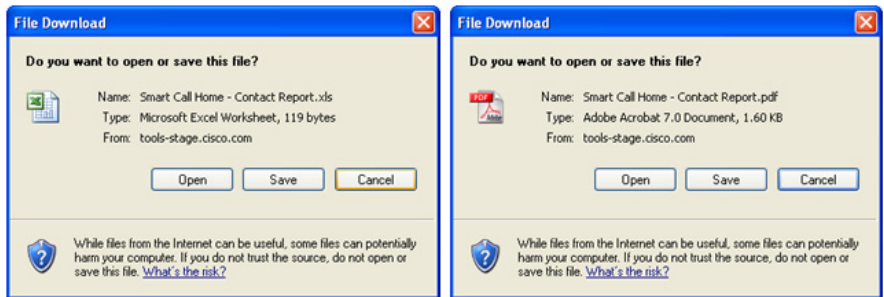 File Download
Do you want to open or save this file?
Name: Smart Call Home - Contact Report.xls
Type: Microsoft Excel Worksheet, 119 bytes
From: tools-stage.cisco.com
Open Save Cancel
While files from the Internet can be useful, some files can potentially
harm your computer. If you do not trust the source, do not open or
save this file. What's the risk?
File Download
Do you want to open or save this file?
PDF
Adobe
Name: Smart Call Home - Contact Report.pdf
Type: Adobe Acrobat 7.0 Document, 1.60 KB
From: tools-stage.cisco.com
Open Save Cancel
While files from the Internet can be useful, some files can potentially
harm your computer. If you do not trust the source, do not open or
save this file. What's the risk?